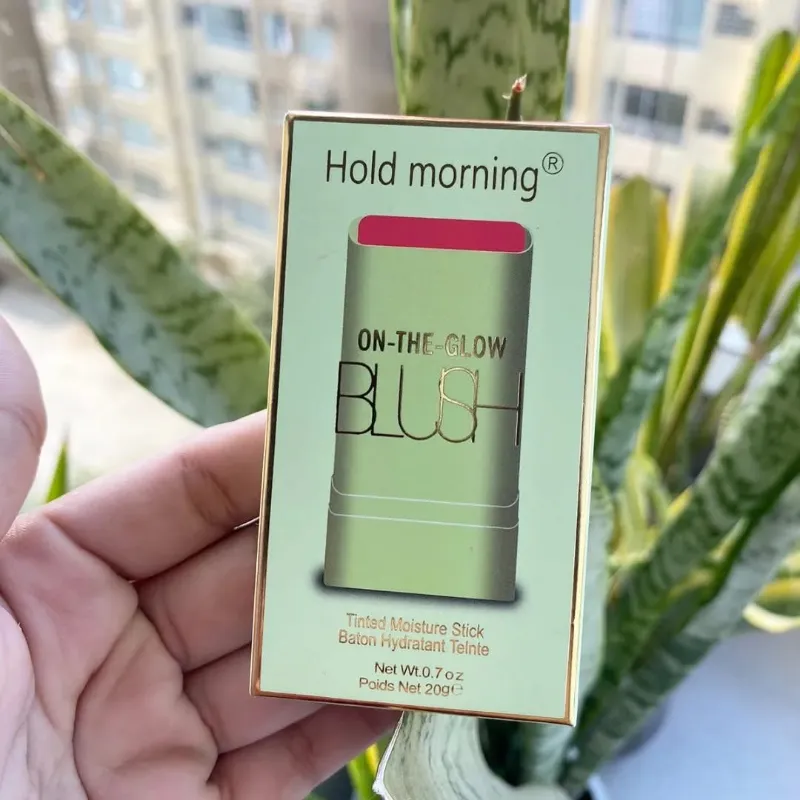 Hold morning®
ON-THE-GLOW
BLUSH
Tinted Moisture Stick
Baton Hydratant Telnte
Net Wt.0.7 oz
Poids Net 20g℮